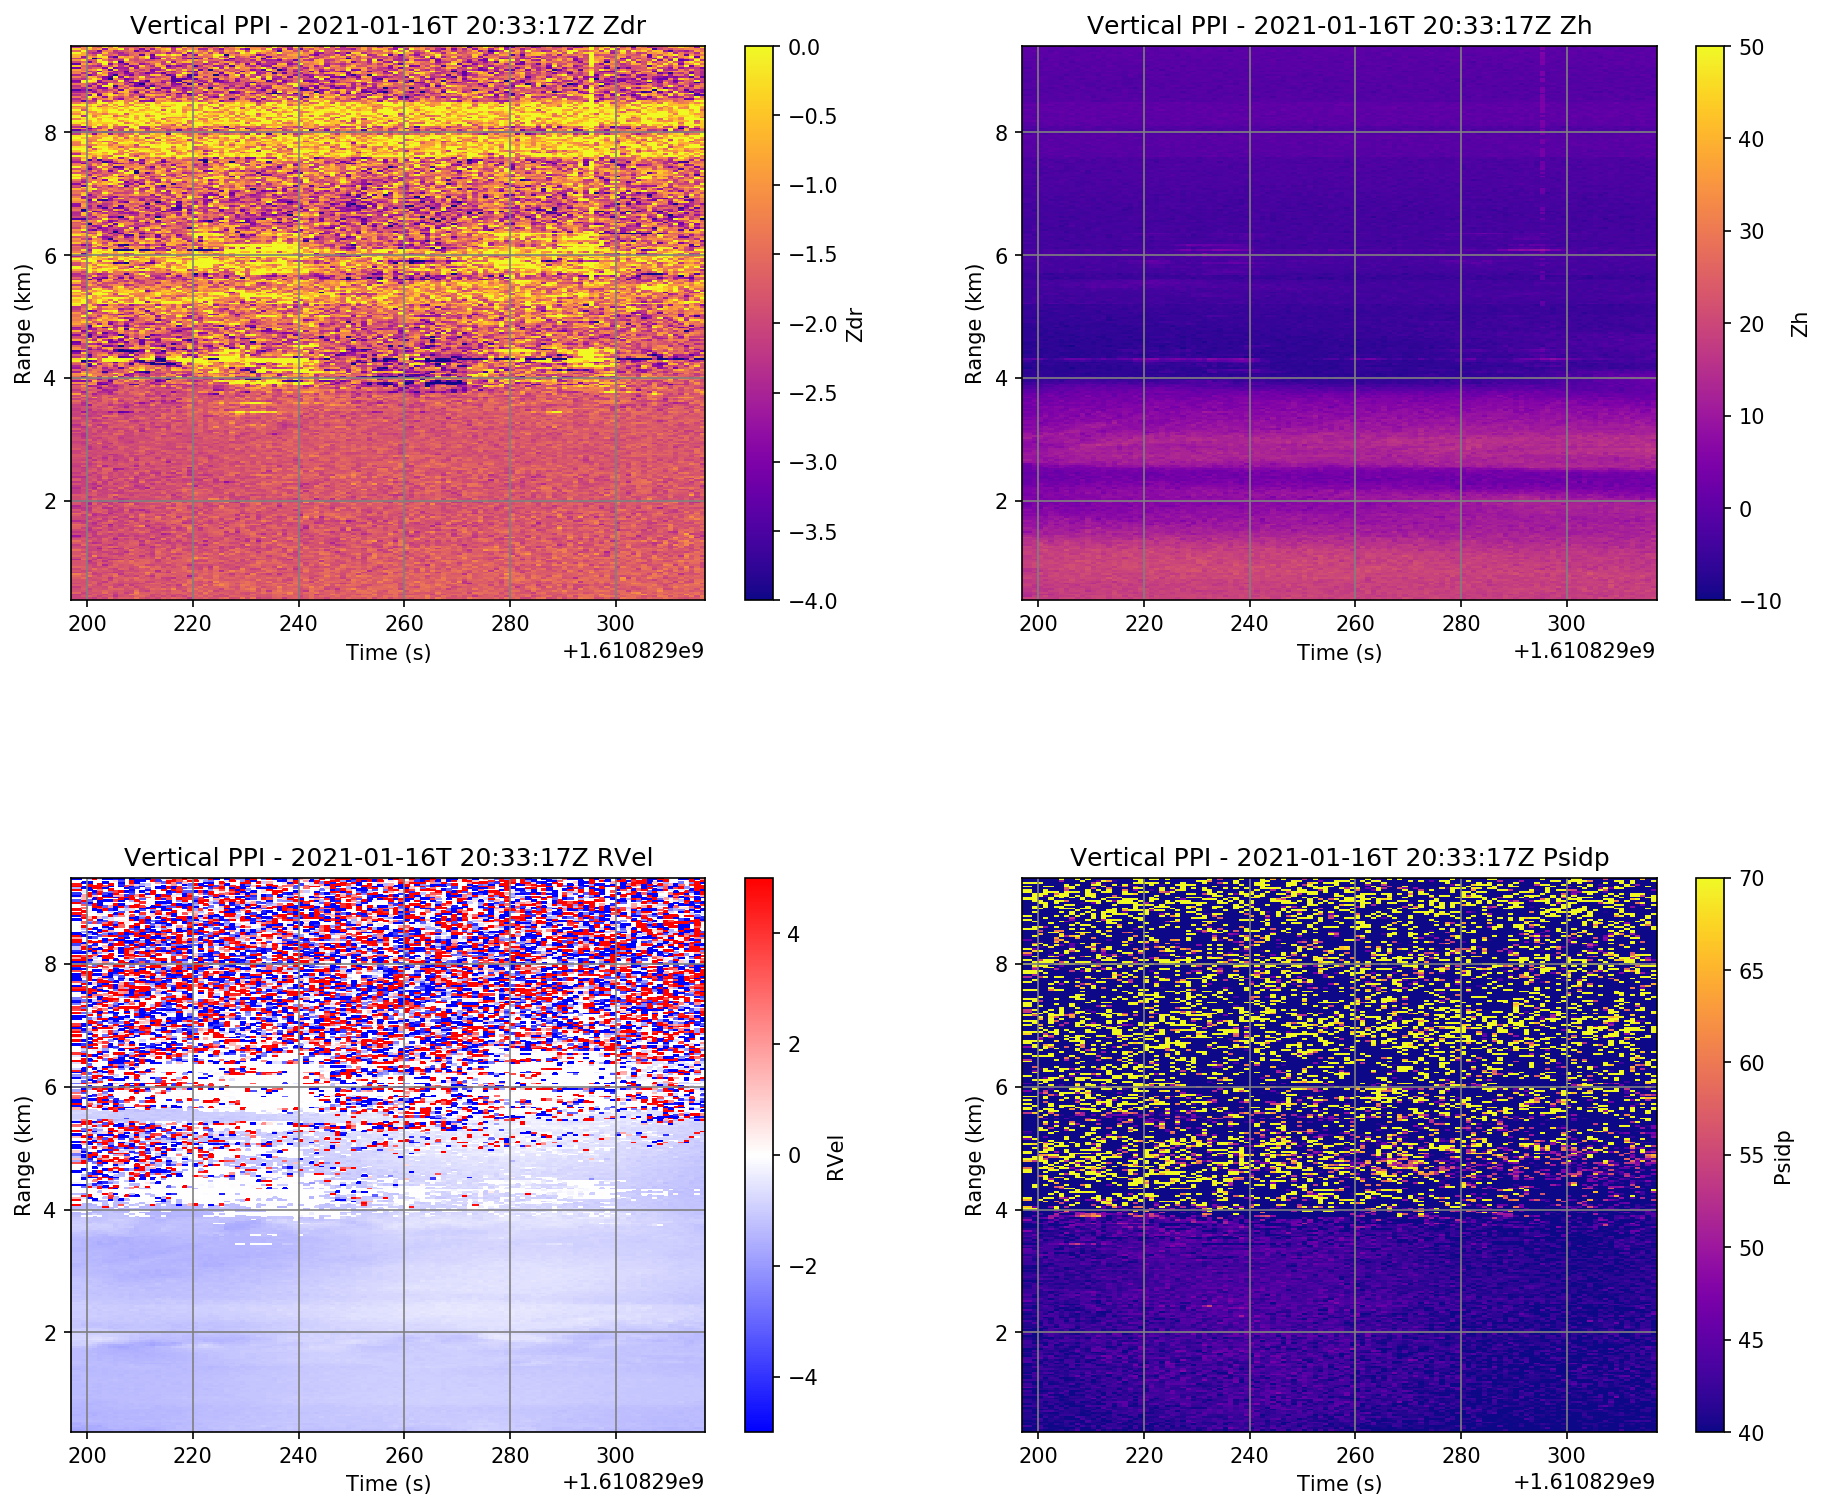 Vertical PPI - 2021-01-16T 20:33:17Z Zdr
8
6
4
2
Range (km)
200 220 240 260 280 300
Time (s)
+1.610829e9
0.0
−0.5
−1.0
−1.5
−2.0
−2.5
−3.0
−3.5
−4.0
Zdr
Vertical PPI - 2021-01-16T 20:33:17Z Zh
8
6
4
2
Range (km)
200 220 240 260 280 300
Time (s)
+1.610829e9
50
40
30
20
10
0
−10
Zh
Vertical PPI - 2021-01-16T 20:33:17Z RVel
8
6
4
2
Range (km)
200 220 240 260 280 300
Time (s)
+1.610829e9
4
2
0
−2
−4
RVel
Vertical PPI - 2021-01-16T 20:33:17Z Psidp
8
6
4
2
Range (km)
200 220 240 260 280 300
Time (s)
+1.610829e9
70
65
60
55
50
45
40
Psidp